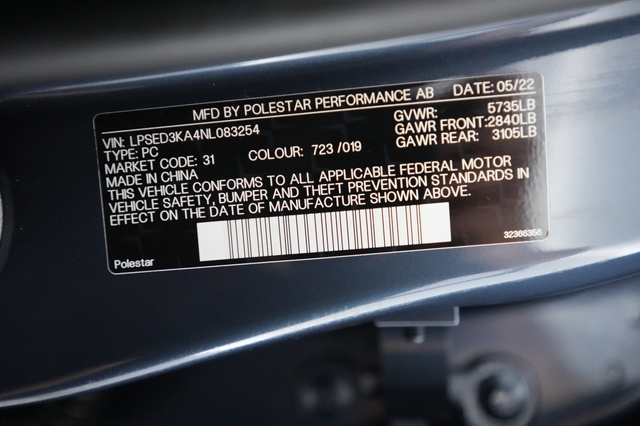 MFD BY POLESTAR PERFORMANCE AB DATE: 05/22
VIN: LPSED3KA4NL083254 GVWR: 5735LB
TYPE: PC GAWR FRONT: 2840LB
MARKET CODE: 31 COLOUR: 723 /019 GAWR REAR: 3105LB
MADE IN CHINA
THIS VEHICLE CONFORMS TO ALL APPLICABLE FEDERAL MOTOR
VEHICLE SAFETY, BUMPER AND THEFT PREVENTION STANDARDS IN
EFFECT ON THE DATE OF MANUFACTURE SHOWN ABOVE.
Polestar 32366356